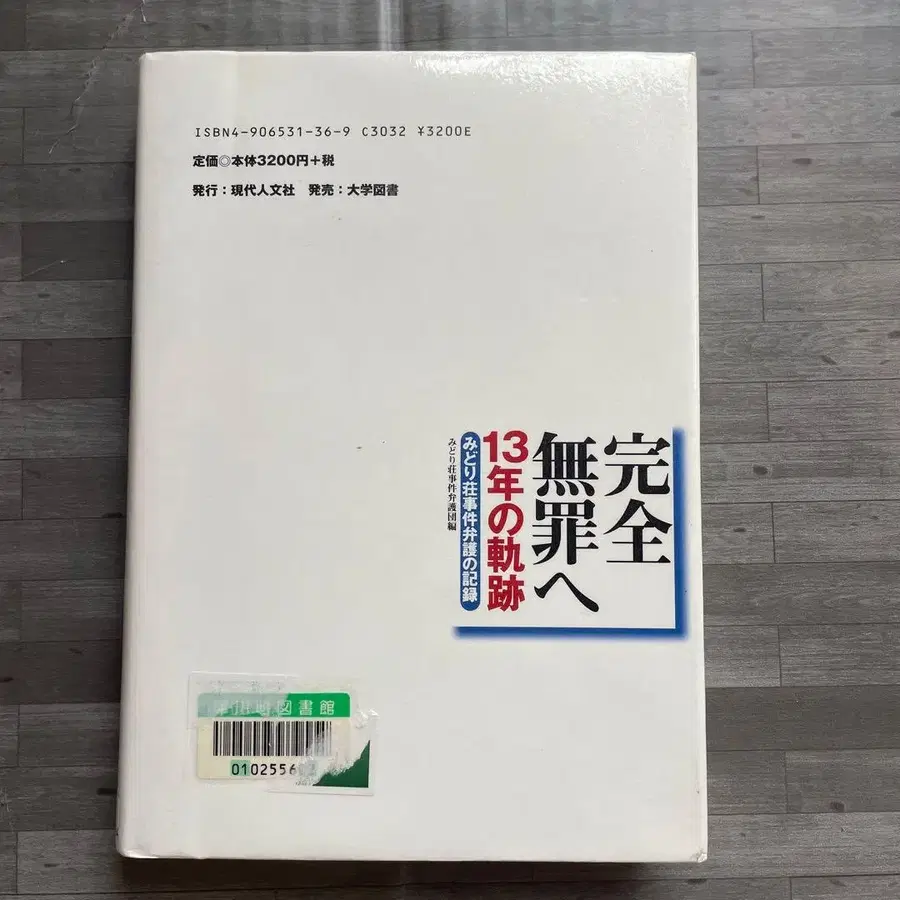 ISBN4-906531-36-9 C3032 ¥3200E
定価◎本体3200円+税
発行:現代人文社 発売:大学図書
完全
無罪へ
13年の軌跡
みどり荘事件弁護の記録
みどり荘事件弁護団編
図書館
0102556